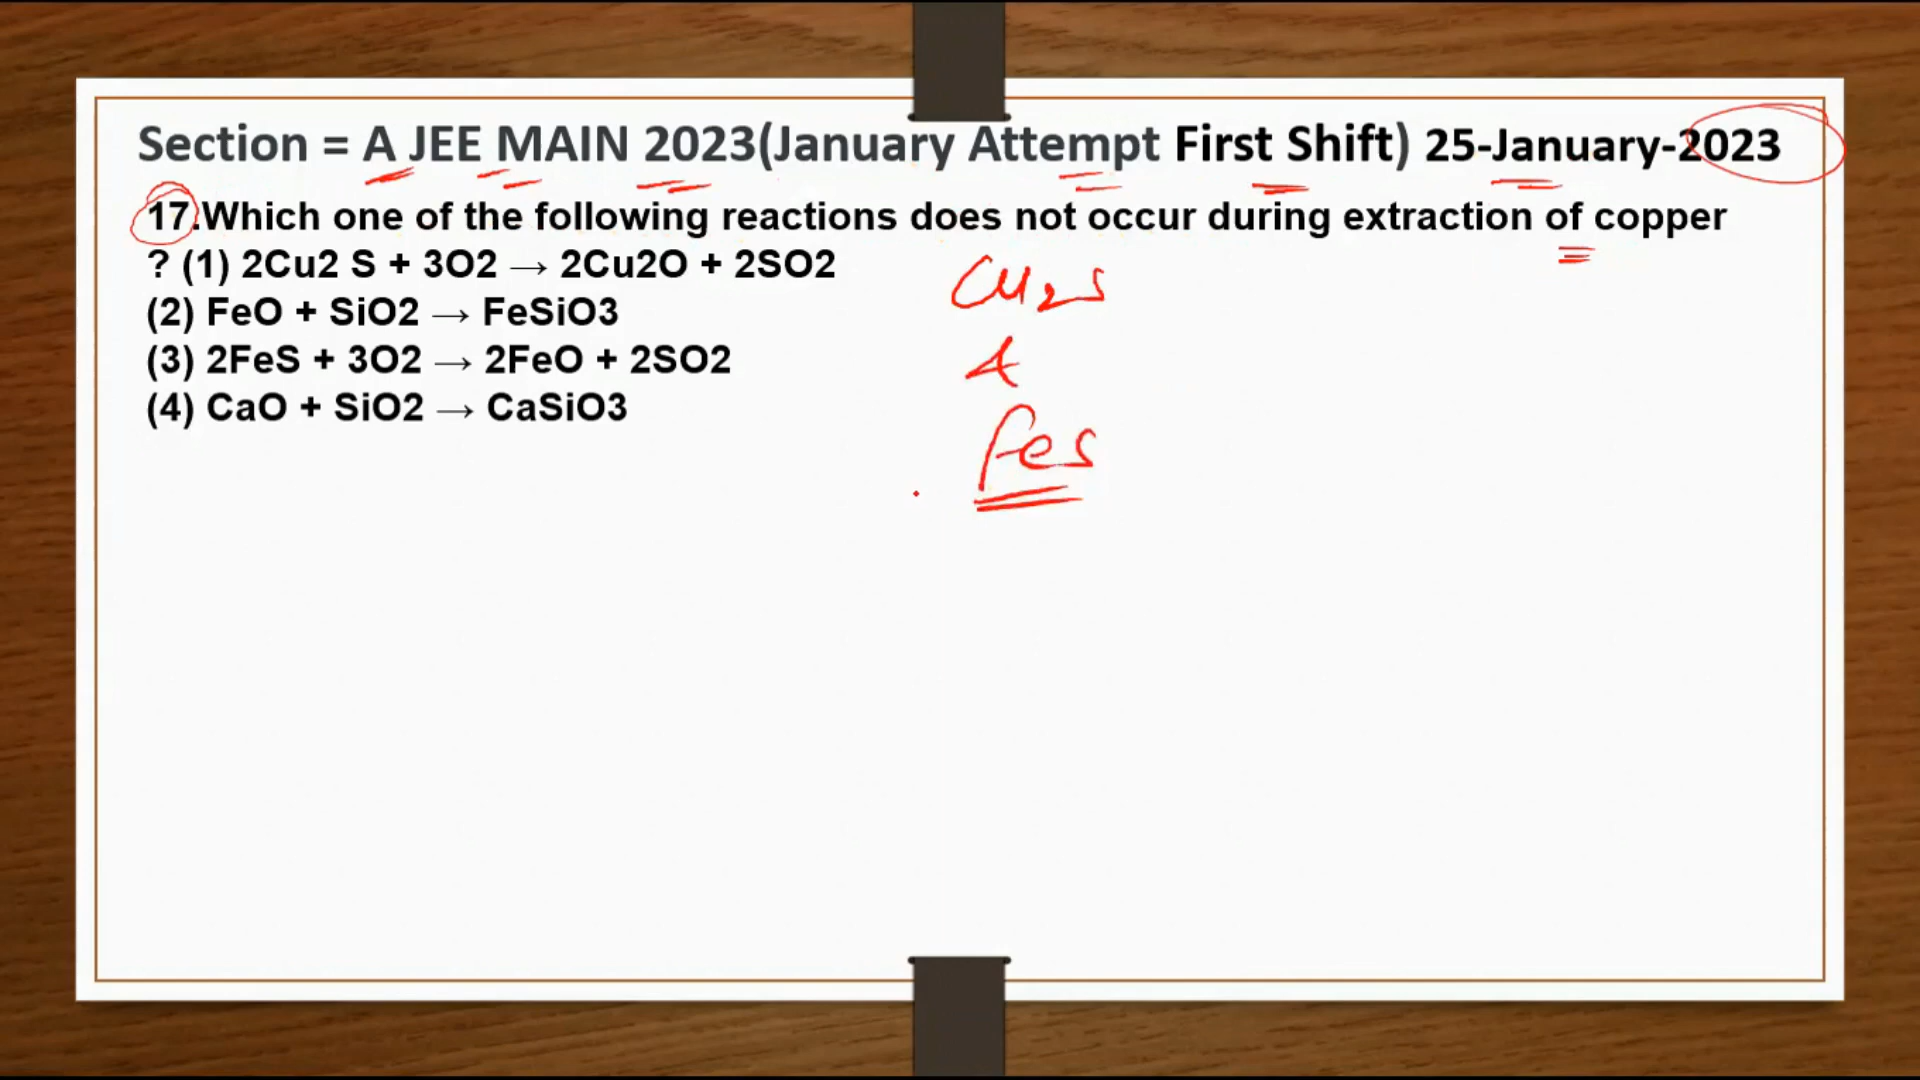 Section = A JEE MAIN 2023(January Attempt First Shift) 25-January-2023
17.Which one of the following reactions does not occur during extraction of copper
? (1) 2Cu2 S + 3O2 → 2Cu2O + 2SO2
(2) FeO + SiO2 → FeSiO3
(3) 2FeS + 3O2 → 2FeO + 2SO2
(4) CaO + SiO2 → CaSiO3
Cu2S
&
FeS